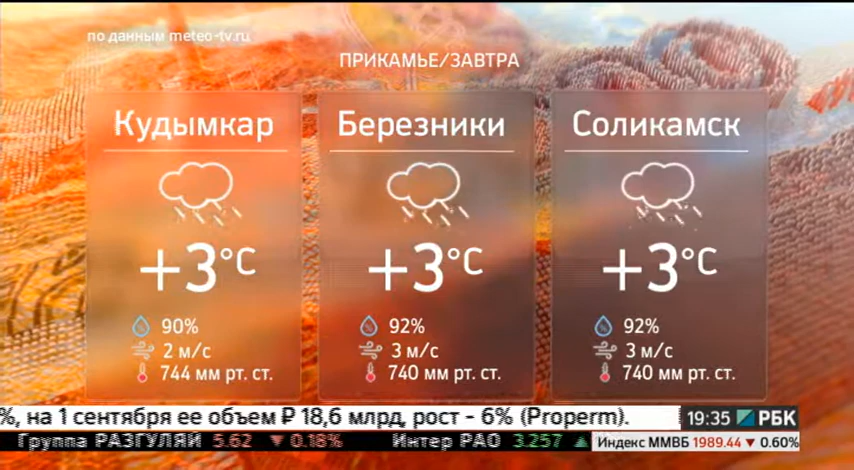 по данным meteo-tv.ru
ПРИКАМЬЕ/ЗАВТРА
Кудымкар
+3°C
90%
2 м/с
744 мм рт. ст.
Березники
+3°C
92%
3 м/с
740 мм рт. ст.
Соликамск
+3°C
92%
3 м/с
740 мм рт. ст.
%, на 1 сентября ее объем ₽ 18,6 млрд, рост - 6% (Properm).
19:35 РБК
Группа РАЗГУЛЯЙ 5.62 ▼ 0.18% Интер РАО 3.257 ▲
Индекс ММВБ 1989.44 ▼ 0.60%